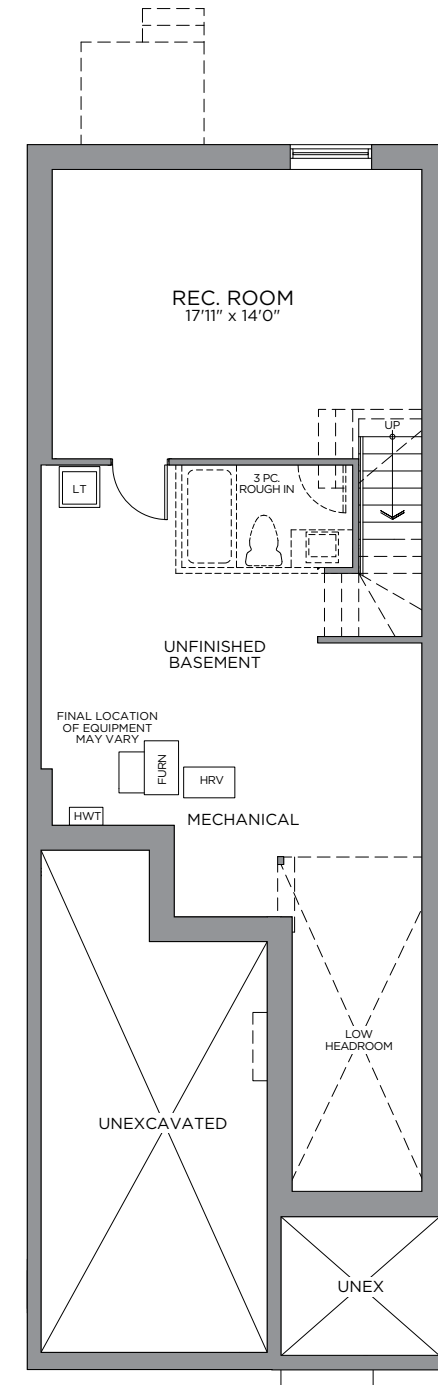 REC. ROOM
17'11" x 14'0"
UP
LT
3 PC.
ROUGH IN
UNFINISHED
BASEMENT
FINAL LOCATION
OF EQUIPMENT
MAY VARY
FURN
HRV
HWT
MECHANICAL
LOW
HEADROOM
UNEXCAVATED
UNEX